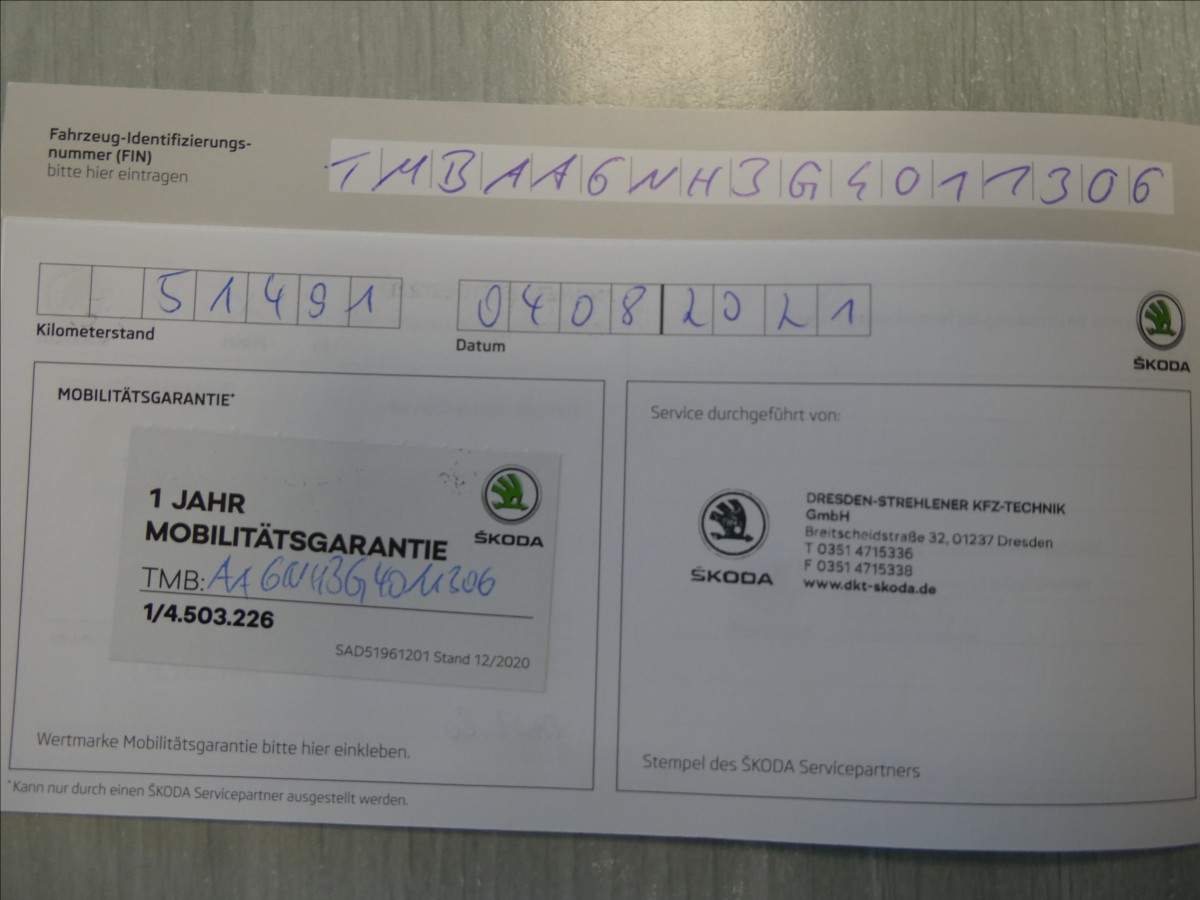 Fahrzeug-Identifizierungs-
nummer (FIN)
bitte hier eintragen
TMBAA6NH3G4011306
51491
Kilometerstand
04082021
Datum
ŠKODA
MOBILITÄTSGARANTIE*
1 JAHR
MOBILITÄTSGARANTIE
ŠKODA
TMB: AA6NH3G4011306
1/4.503.226
SAD51961201 Stand 12/2020
Wertmarke Mobilitätsgarantie bitte hier einkleben.
*Kann nur durch einen ŠKODA Servicepartner ausgestellt werden.
Service durchgeführt von:
ŠKODA
DRESDEN-STREHLENER KFZ-TECHNIK
GmbH
Breitscheidstraße 32, 01237 Dresden
T 0351 4715336
F 0351 4715338
www.dkt-skoda.de
Stempel des ŠKODA Servicepartners